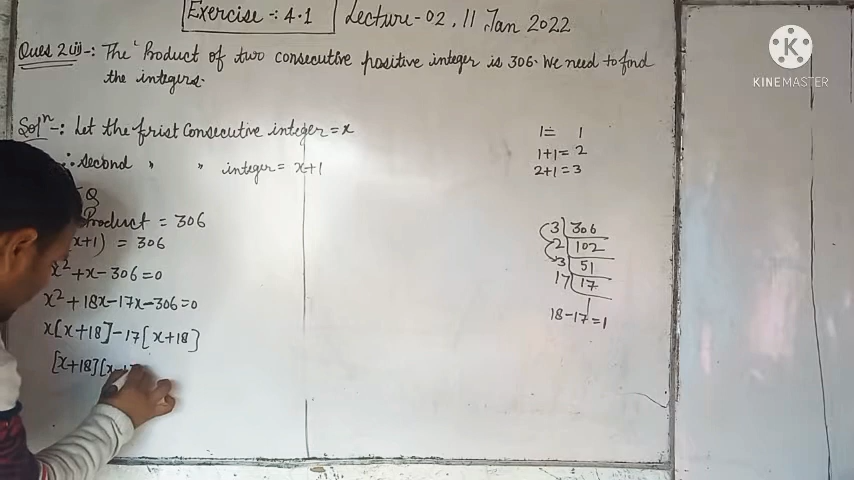 Exercise :- 4.1 Lecture-02, 11 Jan 2022
Ques 2(ii) -: The Product of two consecutive positive integer is 306. We need to find
the integers.
Solⁿ -: Let the frist Consecutive integer = x
∴ second " " integer = x+1
Q
Product = 306
x+1) = 306
x² + x - 306 = 0
x² + 18x - 17x - 306 = 0
x[x+18] - 17[x+18]
[x+18][x-17
1 = 1
1+1 = 2
2+1 = 3
3 | 306
2 | 102
3 | 51
17 | 17
1
18-17 = 1
K
KINEMASTER